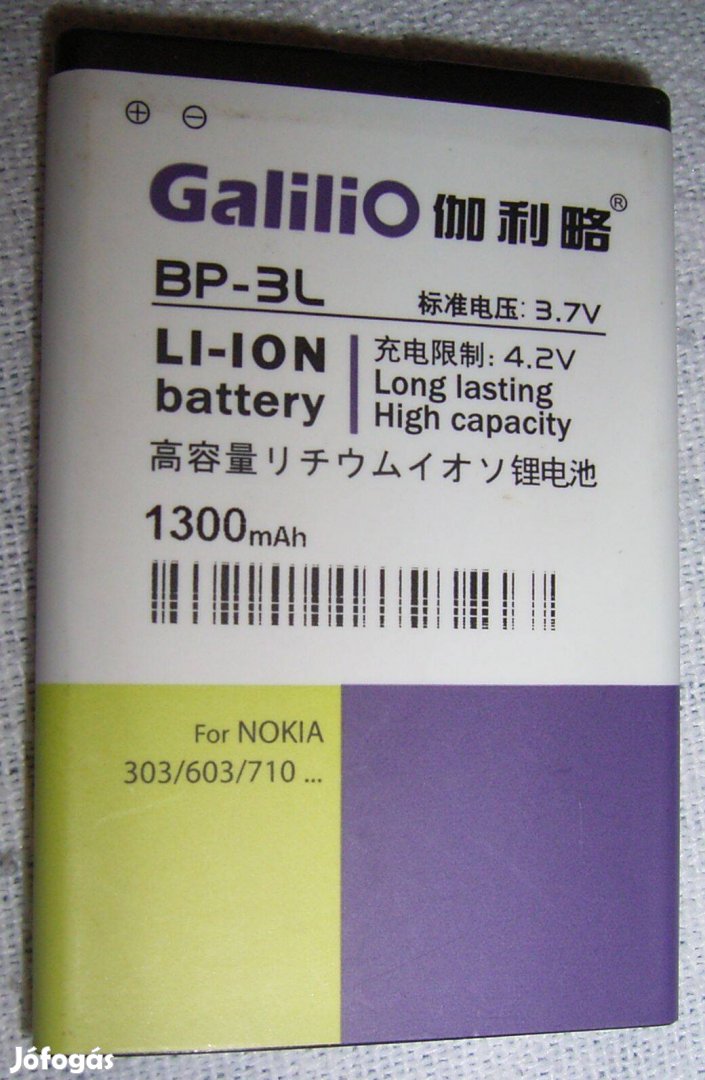 ⊕ ⊖
GaliliO 伽利略®
BP-3L 标准电压: 3.7V
LI-ION battery
充电限制: 4.2V
Long lasting
High capacity
高容量リチウムイオソ锂电池
1300mAh
For NOKIA
303/603/710 ...
Jófogás